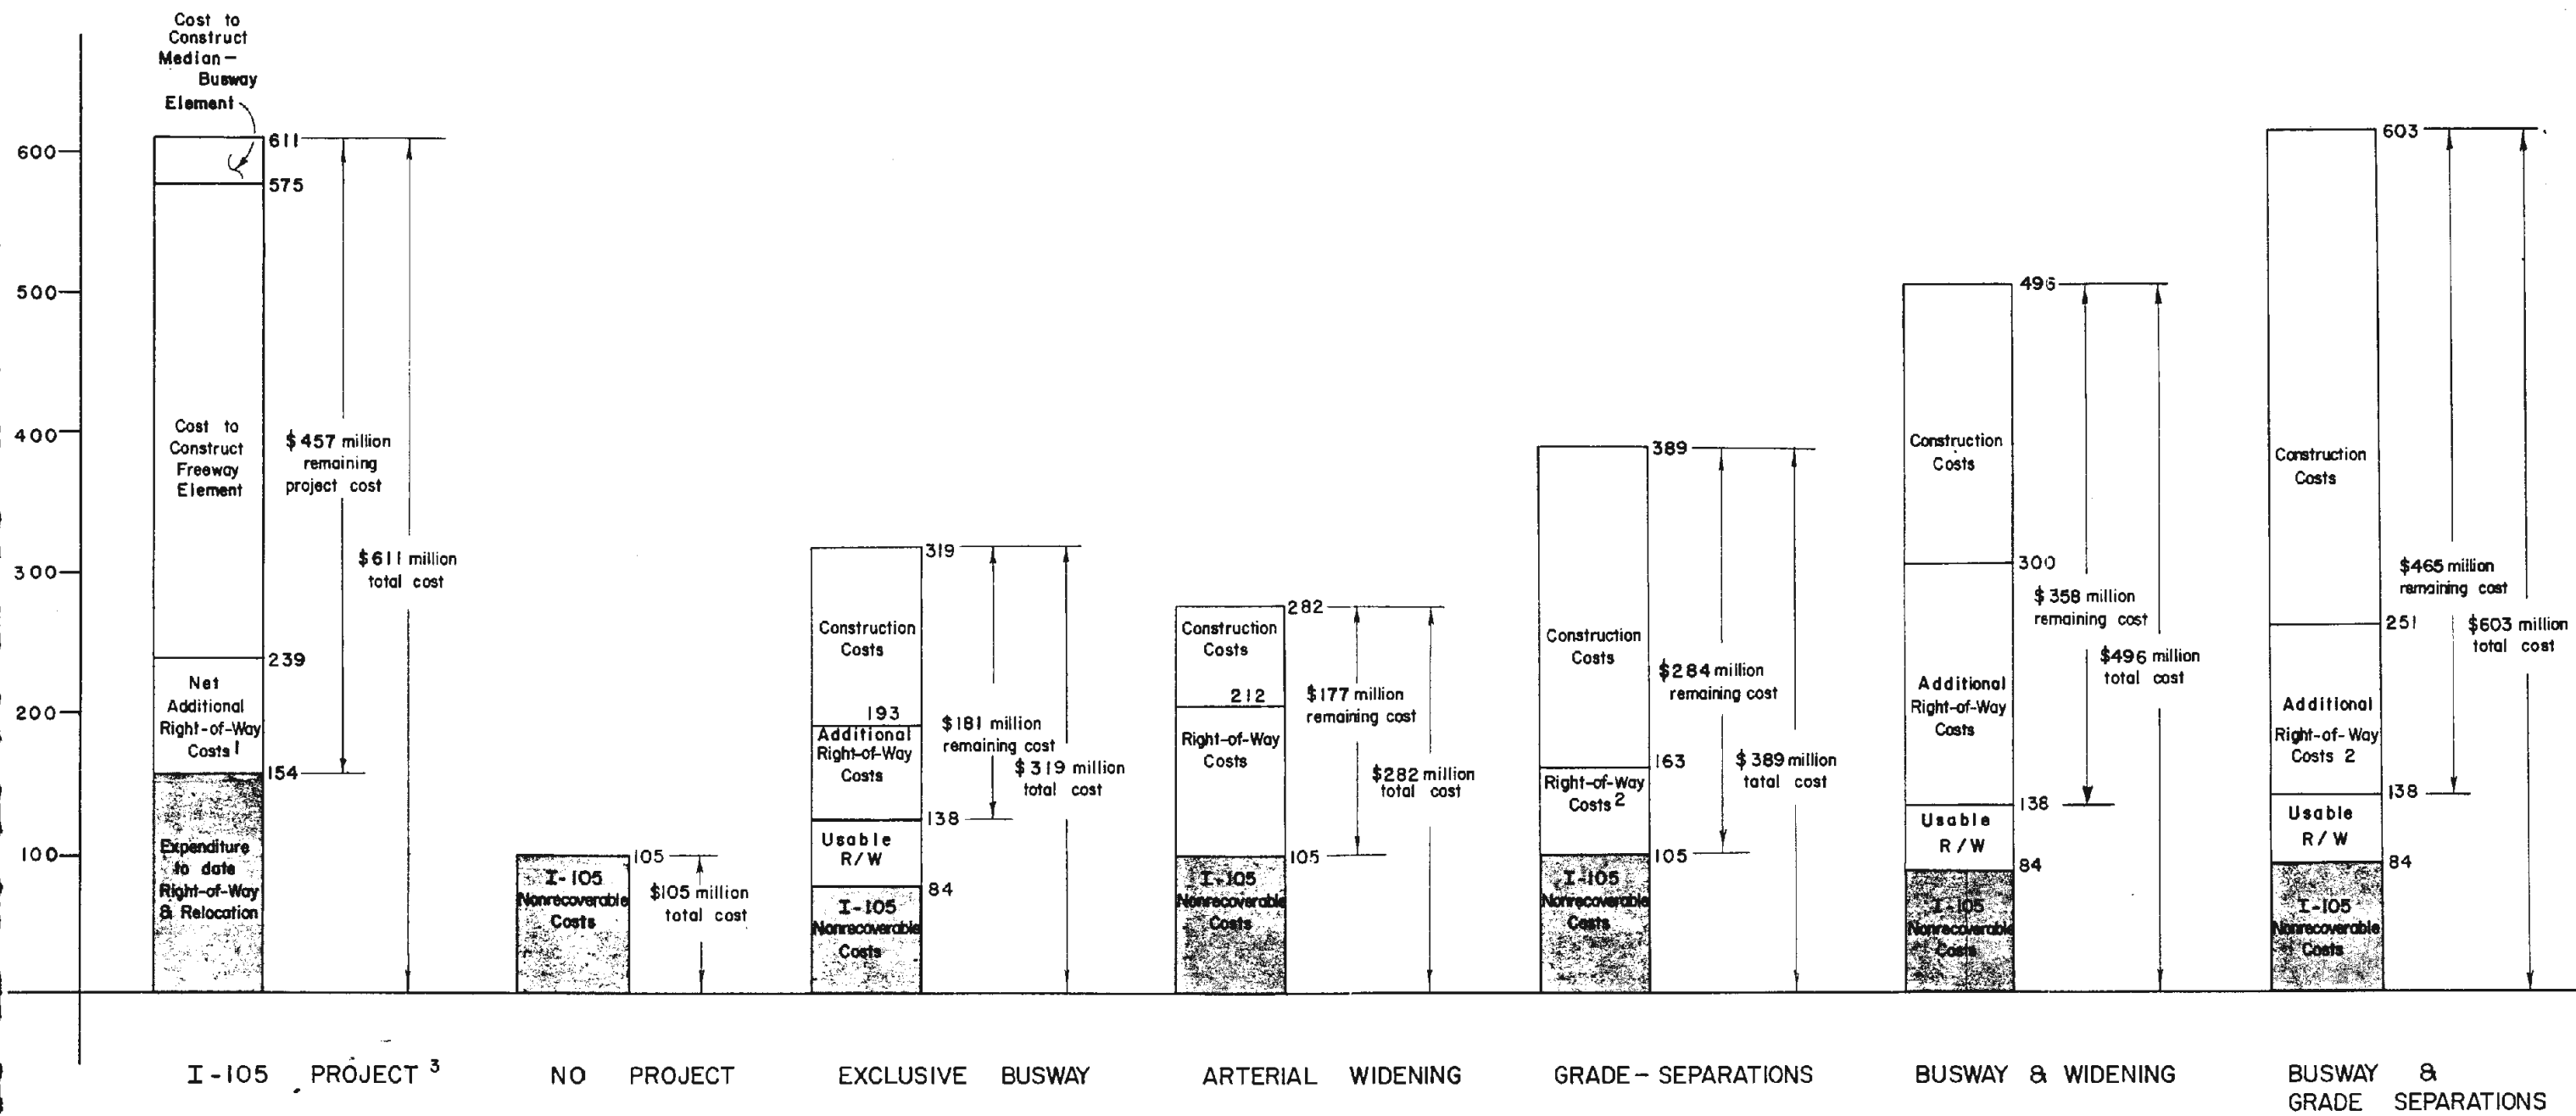 600
500
400
300
200
100
Cost to
Construct
Median—
Busway
Element
611
575
Cost to
Construct
Freeway
Element
239
Net
Additional
Right-of-Way
Costs 1
154
Expenditure
to date
Right-of-Way
& Relocation
$457 million
remaining
project cost
$611 million
total cost
I-105 PROJECT 3
105
I-105
Nonrecoverable
Costs
$105 million
total cost
NO PROJECT
319
Construction
Costs
193
Additional
Right-of-Way
Costs
138
Usable
R/W
84
I-105
Nonrecoverable
Costs
$181 million
remaining cost
$319 million
total cost
EXCLUSIVE BUSWAY
282
Construction
Costs
212
Right-of-Way
Costs
105
I-105
Nonrecoverable
Costs
$177 million
remaining cost
$282 million
total cost
ARTERIAL WIDENING
389
Construction
Costs
163
Right-of-Way
Costs 2
105
I-105
Nonrecoverable
Costs
$284 million
remaining cost
$389 million
total cost
GRADE-SEPARATIONS
496
Construction
Costs
300
Additional
Right-of-Way
Costs
138
Usable
R/W
84
I-105
Nonrecoverable
Costs
$358 million
remaining cost
$496 million
total cost
BUSWAY & WIDENING
603
Construction
Costs
251
Additional
Right-of-Way
Costs 2
138
Usable
R/W
84
I-105
Nonrecoverable
Costs
$465 million
remaining cost
$603 million
total cost
BUSWAY &
GRADE SEPARATIONS